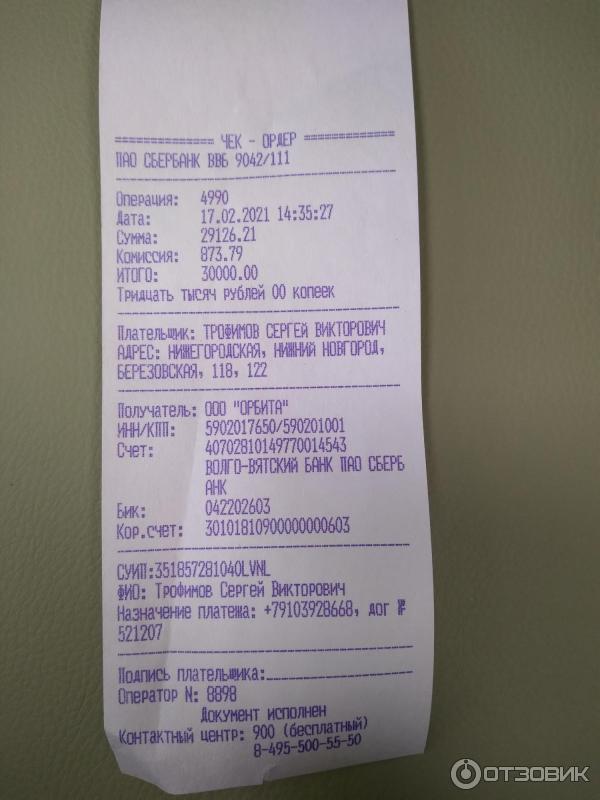 ============= ЧЕК - ОРДЕР ============
ПАО СБЕРБАНК ВВБ 9042/111
Операция: 4990
Дата: 17.02.2021 14:35:27
Сумма: 29126.21
Комиссия: 873.79
ИТОГО: 30000.00
Тридцать тысяч рублей 00 копеек
Плательщик: ТРОФИМОВ СЕРГЕЙ ВИКТОРОВИЧ
АДРЕС: НИЖЕГОРОДСКАЯ, НИЖНИЙ НОВГОРОД,
БЕРЕЗОВСКАЯ, 118, 122
Получатель: ООО "ОРБИТА"
ИНН/КПП: 5902017650/590201001
Счет: 40702810149770014543
ВОЛГО-ВЯТСКИЙ БАНК ПАО СБЕРБ
АНК
Бик: 042202603
Кор.счет: 30101810900000000603
СУИП:351857281040LVNL
ФИО: Трофимов Сергей Викторович
Назначение платежа: +79103928668, дог №
521207
Подпись плательщика:
Оператор N: 8898
Документ исполнен
Контактный центр: 900 (бесплатный)
8-495-500-55-50
ОТЗОВИК